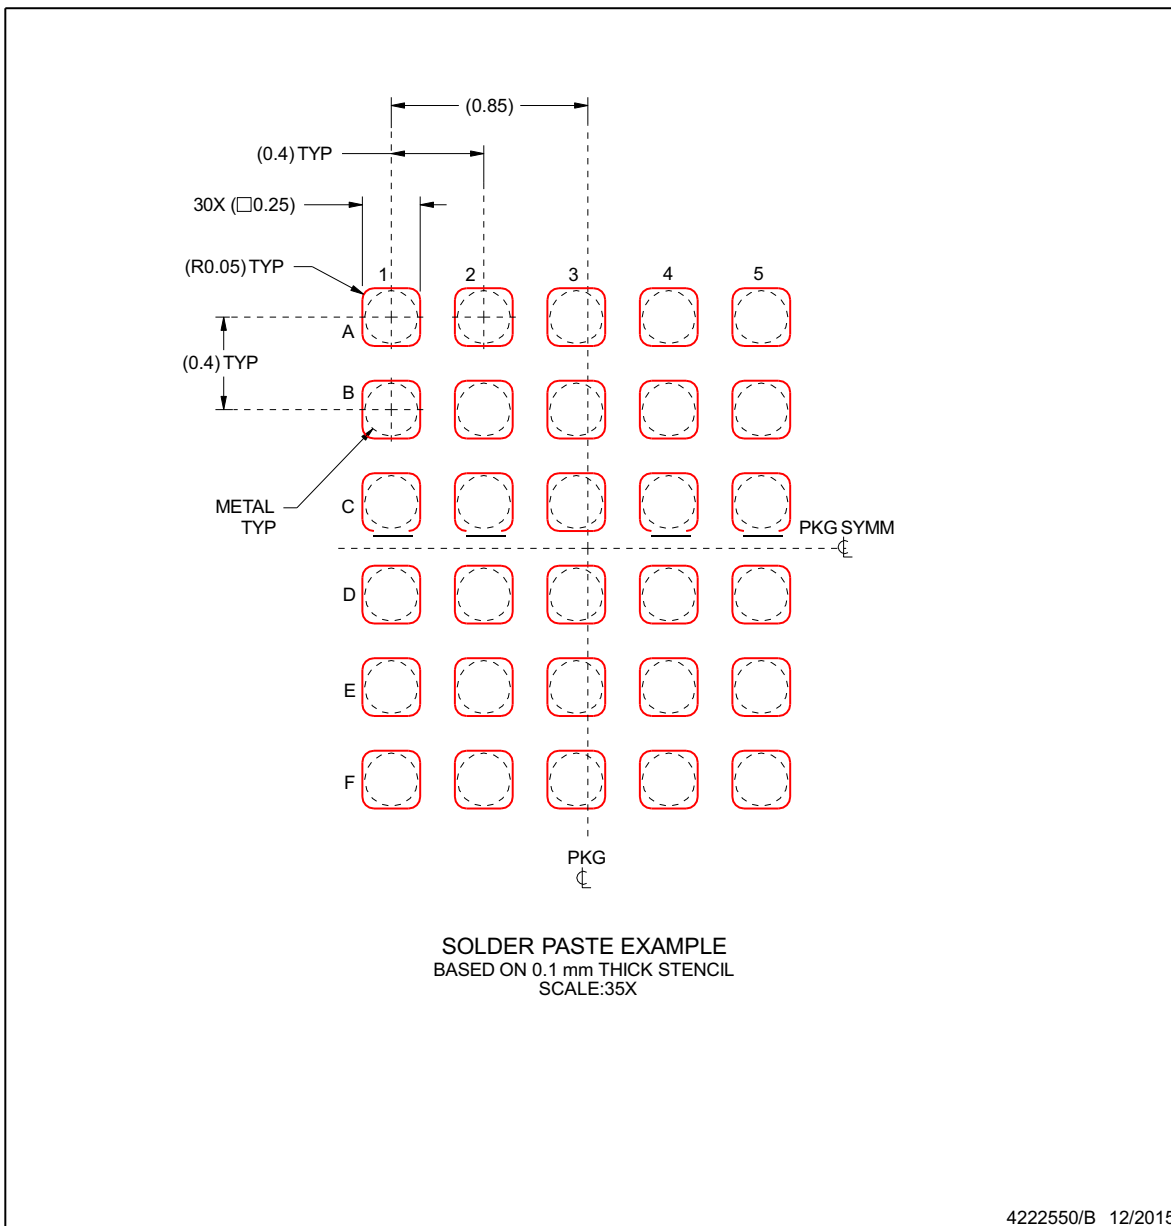 (0.85)
(0.4) TYP
30X (□0.25)
(R0.05) TYP
1 2 3 4 5
A
(0.4) TYP
B
METAL
TYP
C
PKG SYMM
℄
D
E
F
PKG
℄
SOLDER PASTE EXAMPLE
BASED ON 0.1 mm THICK STENCIL
SCALE:35X
4222550/B 12/2015